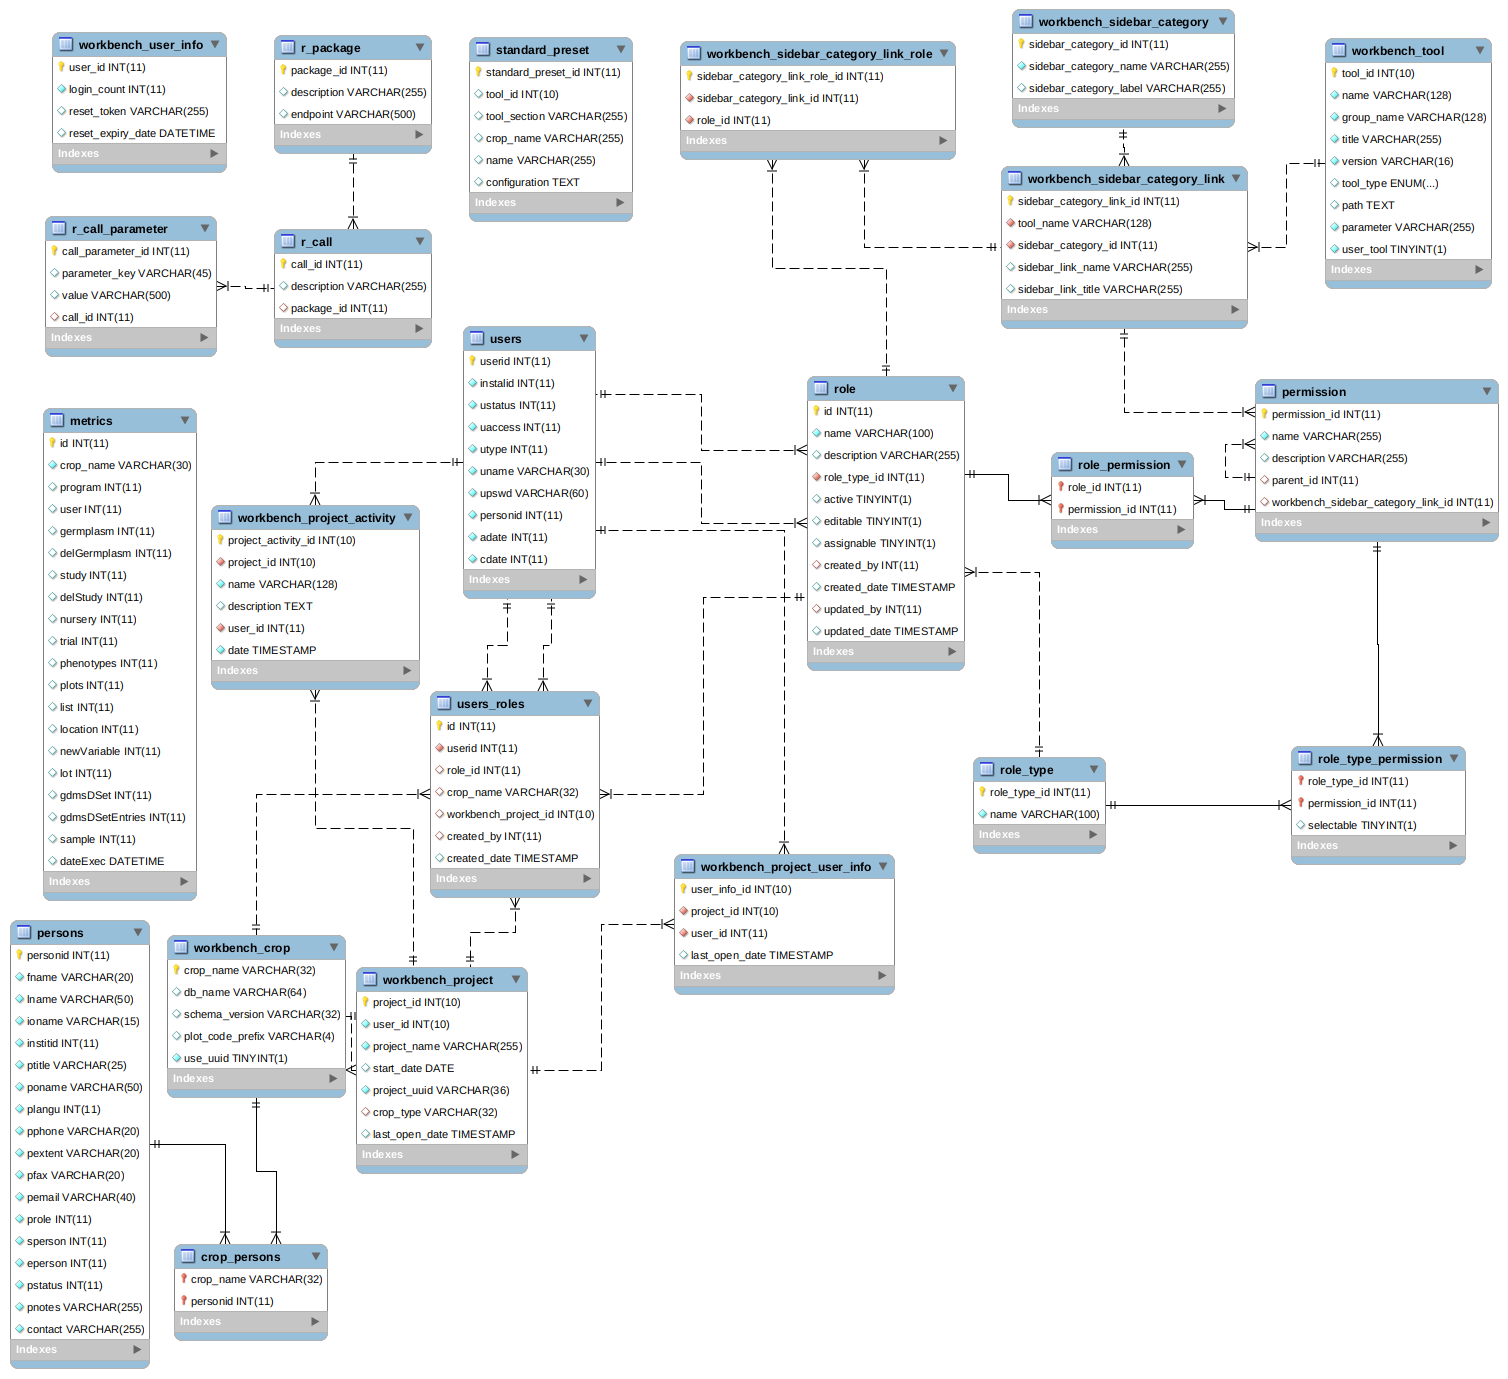 workbench_user_info
user_id INT(11)
login_count INT(11)
reset_token VARCHAR(255)
reset_expiry_date DATETIME
Indexes
r_package
package_id INT(11)
description VARCHAR(255)
endpoint VARCHAR(500)
Indexes
standard_preset
standard_preset_id INT(11)
tool_id INT(10)
tool_section VARCHAR(255)
crop_name VARCHAR(255)
name VARCHAR(255)
configuration TEXT
Indexes
workbench_sidebar_category_link_role
sidebar_category_link_role_id INT(11)
sidebar_category_link_id INT(11)
role_id INT(11)
Indexes
workbench_sidebar_category
sidebar_category_id INT(11)
sidebar_category_name VARCHAR(255)
sidebar_category_label VARCHAR(255)
Indexes
workbench_tool
tool_id INT(10)
name VARCHAR(128)
group_name VARCHAR(128)
title VARCHAR(255)
version VARCHAR(16)
tool_type ENUM(...)
path TEXT
parameter VARCHAR(255)
user_tool TINYINT(1)
Indexes
workbench_sidebar_category_link
sidebar_category_link_id INT(11)
tool_name VARCHAR(128)
sidebar_category_id INT(11)
sidebar_link_name VARCHAR(255)
sidebar_link_title VARCHAR(255)
Indexes
r_call_parameter
call_parameter_id INT(11)
parameter_key VARCHAR(45)
value VARCHAR(500)
call_id INT(11)
Indexes
r_call
call_id INT(11)
description VARCHAR(255)
package_id INT(11)
Indexes
users
userid INT(11)
instalid INT(11)
ustatus INT(11)
uaccess INT(11)
utype INT(11)
uname VARCHAR(30)
upswd VARCHAR(60)
personid INT(11)
adate INT(11)
cdate INT(11)
Indexes
role
id INT(11)
name VARCHAR(100)
description VARCHAR(255)
role_type_id INT(11)
active TINYINT(1)
editable TINYINT(1)
assignable TINYINT(1)
created_by INT(11)
created_date TIMESTAMP
updated_by INT(11)
updated_date TIMESTAMP
Indexes
permission
permission_id INT(11)
name VARCHAR(255)
description VARCHAR(255)
parent_id INT(11)
workbench_sidebar_category_link_id INT(11)
Indexes
role_permission
role_id INT(11)
permission_id INT(11)
Indexes
metrics
id INT(11)
crop_name VARCHAR(30)
program INT(11)
user INT(11)
germplasm INT(11)
delGermplasm INT(11)
study INT(11)
delStudy INT(11)
nursery INT(11)
trial INT(11)
phenotypes INT(11)
plots INT(11)
list INT(11)
location INT(11)
newVariable INT(11)
lot INT(11)
gdmsDSet INT(11)
gdmsDSetEntries INT(11)
sample INT(11)
dateExec DATETIME
Indexes
workbench_project_activity
project_activity_id INT(10)
project_id INT(10)
name VARCHAR(128)
description TEXT
user_id INT(11)
date TIMESTAMP
Indexes
users_roles
id INT(11)
userid INT(11)
role_id INT(11)
crop_name VARCHAR(32)
workbench_project_id INT(10)
created_by INT(11)
created_date TIMESTAMP
Indexes
role_type
role_type_id INT(11)
name VARCHAR(100)
Indexes
role_type_permission
role_type_id INT(11)
permission_id INT(11)
selectable TINYINT(1)
Indexes
workbench_project_user_info
user_info_id INT(10)
project_id INT(10)
user_id INT(11)
last_open_date TIMESTAMP
Indexes
persons
personid INT(11)
fname VARCHAR(20)
lname VARCHAR(50)
ioname VARCHAR(15)
institid INT(11)
ptitle VARCHAR(25)
poname VARCHAR(50)
plangu INT(11)
pphone VARCHAR(20)
pextent VARCHAR(20)
pfax VARCHAR(20)
pemail VARCHAR(40)
prole INT(11)
sperson INT(11)
eperson INT(11)
pstatus INT(11)
pnotes VARCHAR(255)
contact VARCHAR(255)
Indexes
workbench_crop
crop_name VARCHAR(32)
db_name VARCHAR(64)
schema_version VARCHAR(32)
plot_code_prefix VARCHAR(4)
use_uuid TINYINT(1)
Indexes
workbench_project
project_id INT(10)
user_id INT(10)
project_name VARCHAR(255)
start_date DATE
project_uuid VARCHAR(36)
crop_type VARCHAR(32)
last_open_date TIMESTAMP
Indexes
crop_persons
crop_name VARCHAR(32)
personid INT(11)
Indexes